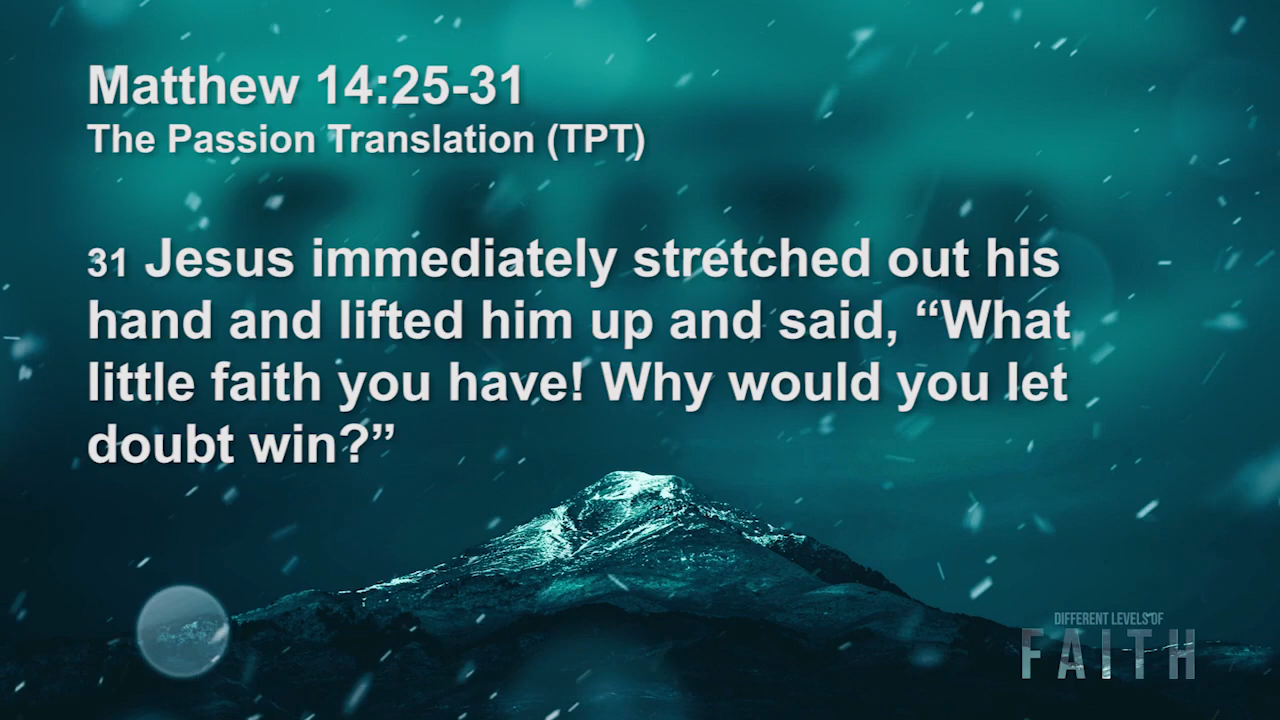 Matthew 14:25-31
The Passion Translation (TPT)
31 Jesus immediately stretched out his
hand and lifted him up and said, “What
little faith you have! Why would you let
doubt win?”
DIFFERENT LEVELS OF
FAITH